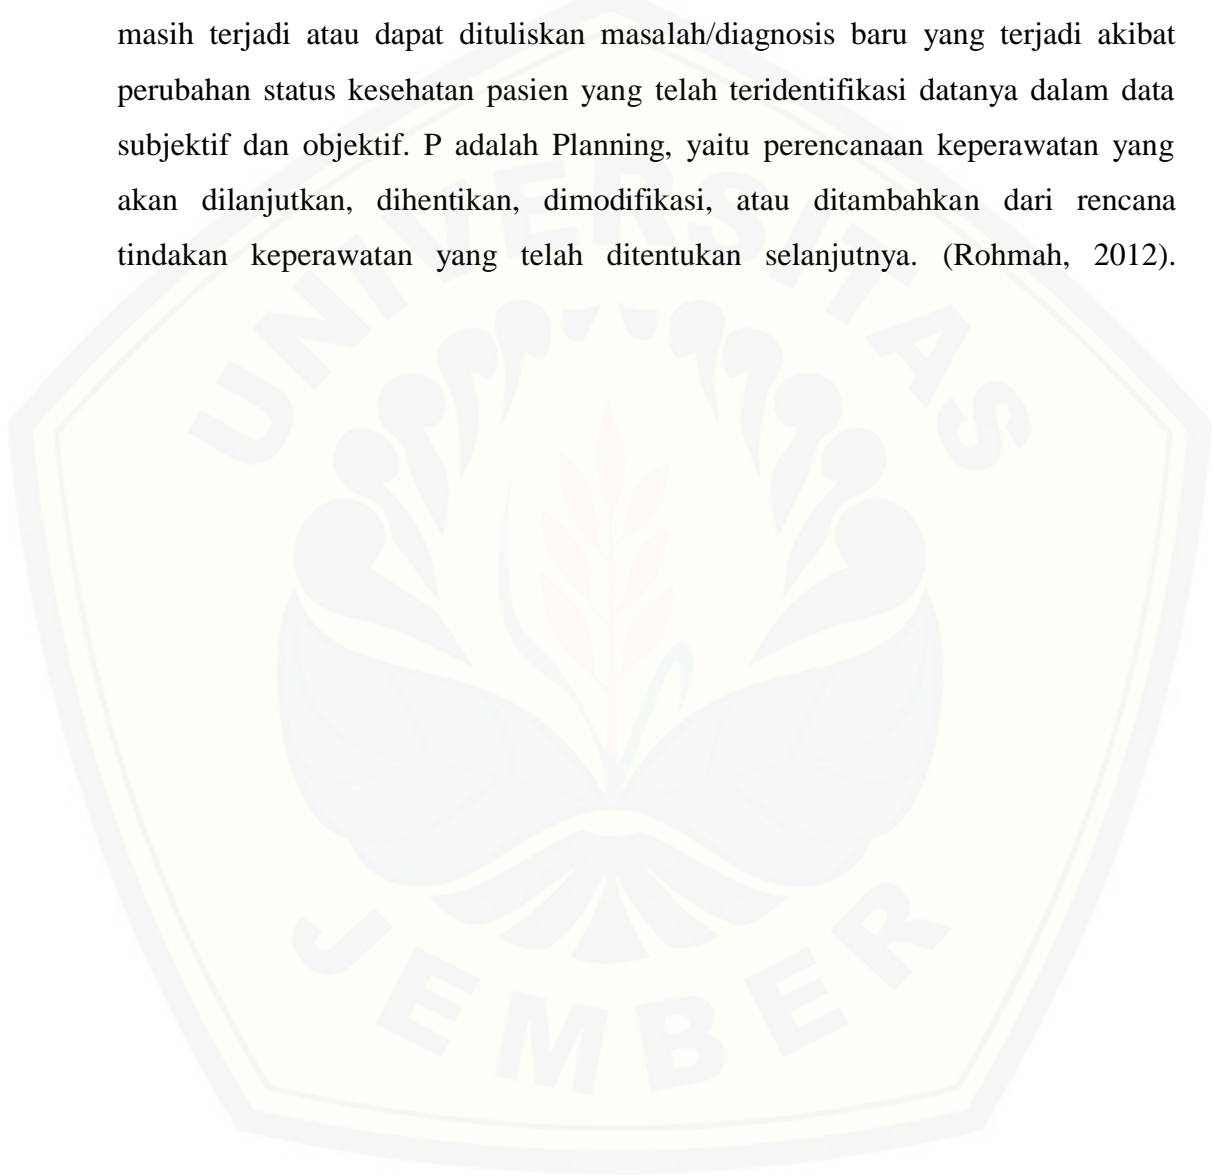 masih terjadi atau dapat dituliskan masalah/diagnosis baru yang terjadi akibat
perubahan status kesehatan pasien yang telah teridentifikasi datanya dalam data
subjektif dan objektif. P adalah Planning, yaitu perencanaan keperawatan yang
akan dilanjutkan, dihentikan, dimodifikasi, atau ditambahkan dari rencana
tindakan keperawatan yang telah ditentukan selanjutnya. (Rohmah, 2012).
UNIVERSITAS
JEMBER